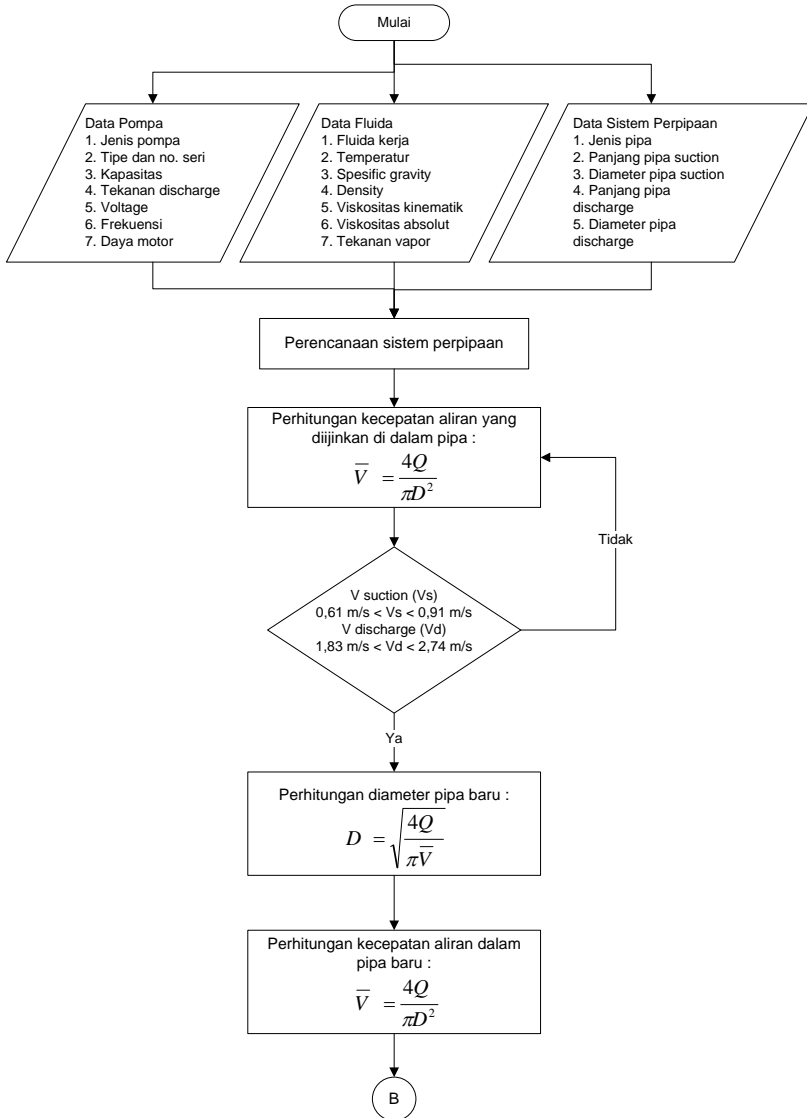 Mulai
Data Pompa
1. Jenis pompa
2. Tipe dan no. seri
3. Kapasitas
4. Tekanan discharge
5. Voltage
6. Frekuensi
7. Daya motor
Data Fluida
1. Fluida kerja
2. Temperatur
3. Spesific gravity
4. Density
5. Viskositas kinematik
6. Viskositas absolut
7. Tekanan vapor
Data Sistem Perpipaan
1. Jenis pipa
2. Panjang pipa suction
3. Diameter pipa suction
4. Panjang pipa
discharge
5. Diameter pipa
discharge
Perencanaan sistem perpipaan
Perhitungan kecepatan aliran yang
diijinkan di dalam pipa :
V̅ = 4Q / πD²
Tidak
V suction (Vs)
0,61 m/s < Vs < 0,91 m/s
V discharge (Vd)
1,83 m/s < Vd < 2,74 m/s
Ya
Perhitungan diameter pipa baru :
D = √(4Q / πV̅)
Perhitungan kecepatan aliran dalam
pipa baru :
V̅ = 4Q / πD²
B